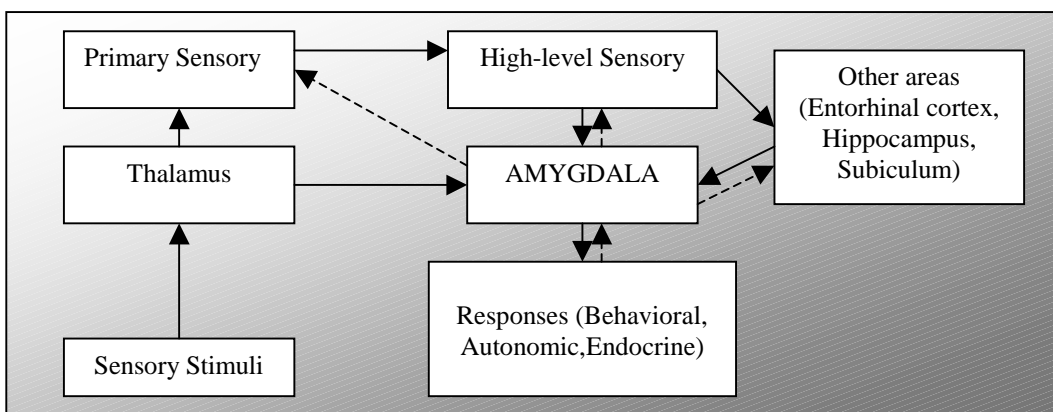 Primary Sensory
High-level Sensory
Other areas
(Entorhinal cortex,
Hippocampus,
Subiculum)
Thalamus
AMYGDALA
Responses (Behavioral,
Autonomic,Endocrine)
Sensory Stimuli